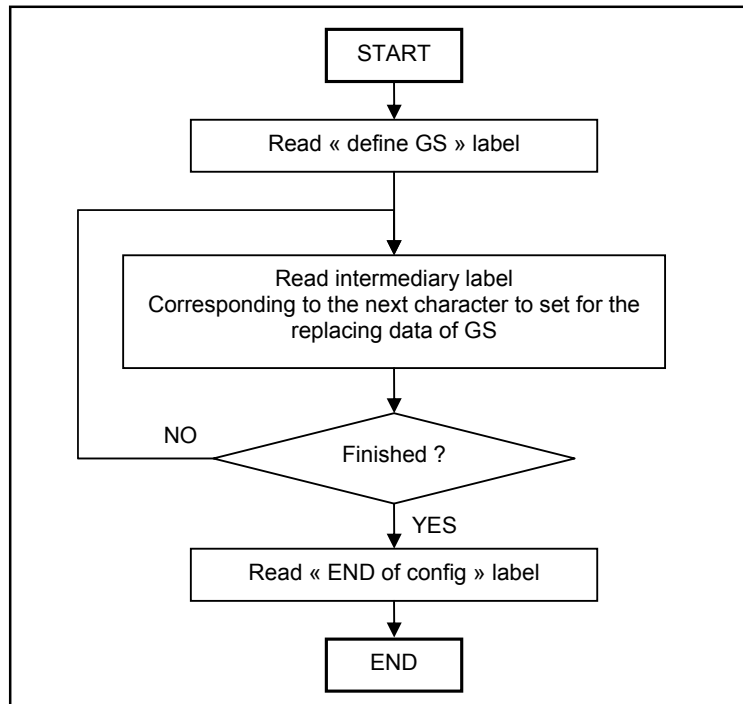 START
Read « define GS » label
Read intermediary label
Corresponding to the next character to set for the
replacing data of GS
NO
Finished ?
YES
Read « END of config » label
END